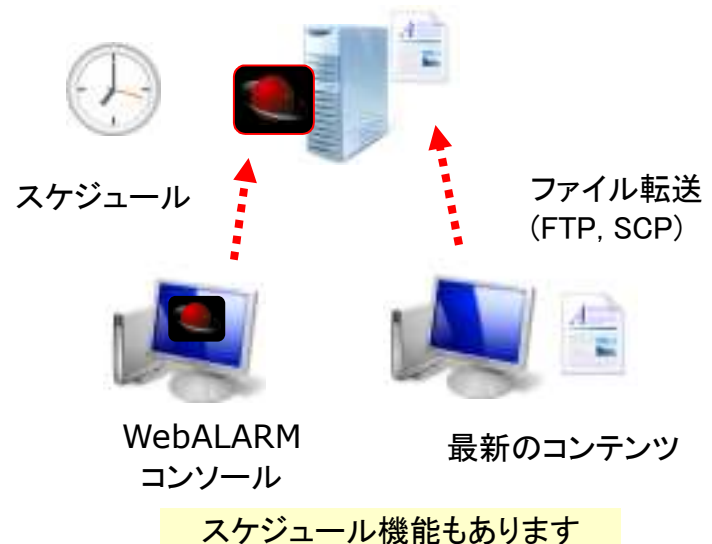 スケジュール
ファイル転送
(FTP, SCP)
WebALARM
コンソール
最新のコンテンツ
スケジュール機能もあります